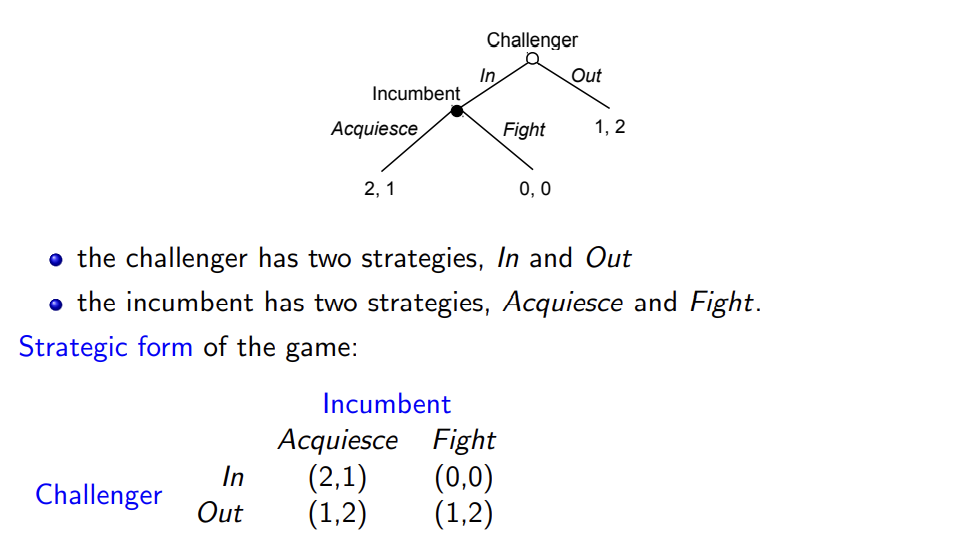 Challenger
In Out
Incumbent
Acquiesce Fight 1, 2
2, 1 0, 0
the challenger has two strategies, In and Out
the incumbent has two strategies, Acquiesce and Fight.
Strategic form of the game:
Incumbent
Acquiesce Fight
In (2,1) (0,0)
Challenger
Out (1,2) (1,2)